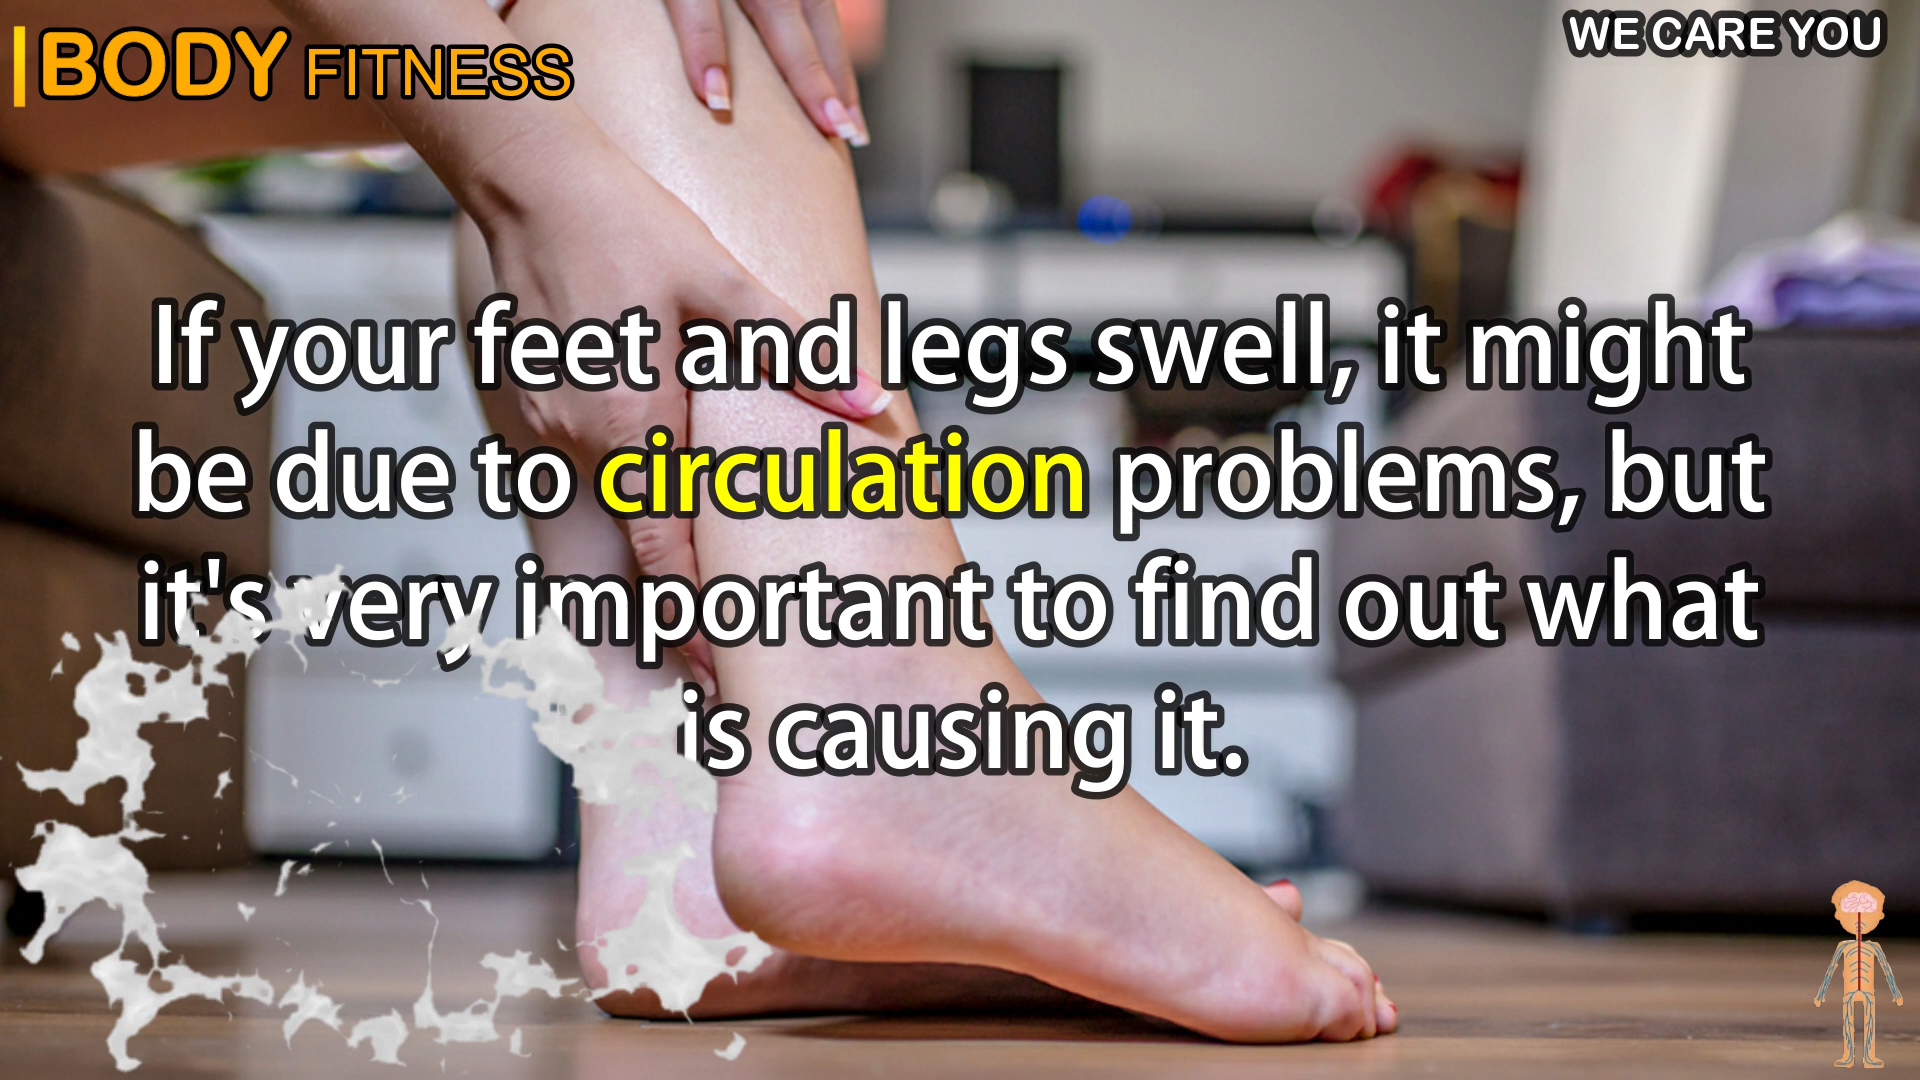 BODY FITNESS
WE CARE YOU
If your feet and legs swell, it might
be due to circulation problems, but
it's very important to find out what
is causing it.